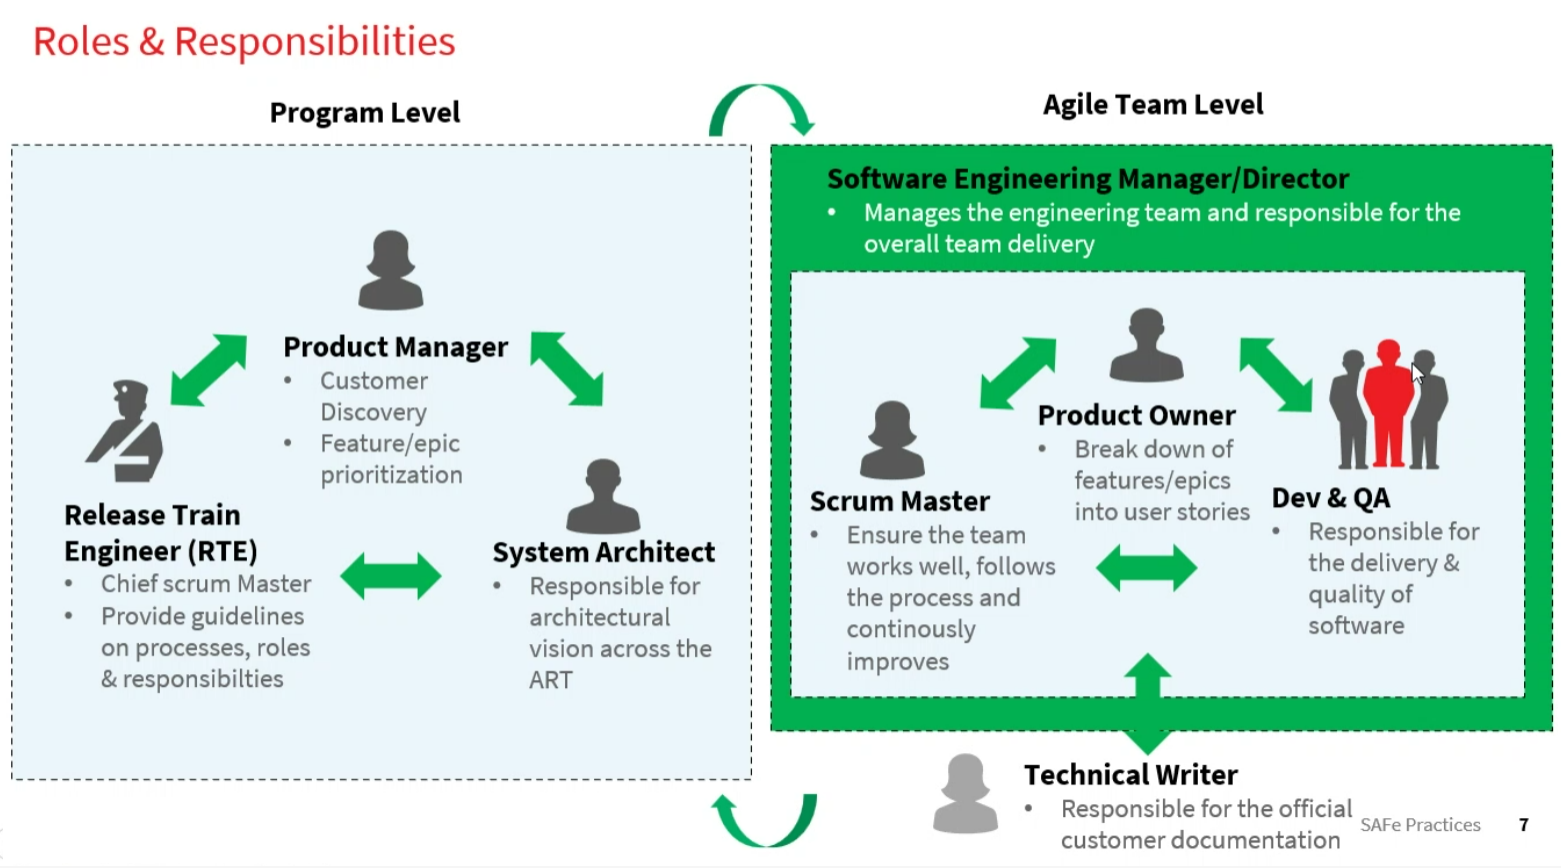 Roles & Responsibilities
Program Level
Product Manager
• Customer
Discovery
• Feature/epic
prioritization
Release Train
Engineer (RTE)
• Chief scrum Master
• Provide guidelines
on processes, roles
& responsibilties
System Architect
• Responsible for
architectural
vision across the
ART
Agile Team Level
Software Engineering Manager/Director
• Manages the engineering team and responsible for the
overall team delivery
Product Owner
• Break down of
features/epics
into user stories
Scrum Master
• Ensure the team
works well, follows
the process and
continously
improves
Dev & QA
• Responsible for
the delivery &
quality of
software
Technical Writer
• Responsible for the official
customer documentation
SAFe Practices 7